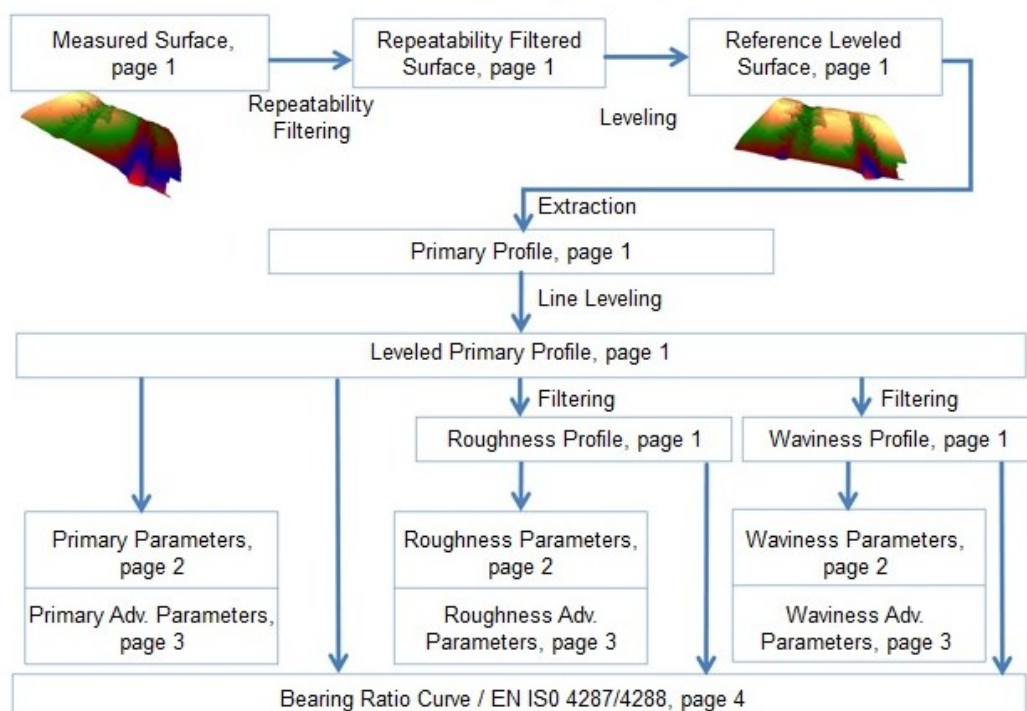 Measured Surface,
page 1
Repeatability Filtered
Surface, page 1
Reference Leveled
Surface, page 1
Repeatability
Filtering
Leveling
Extraction
Primary Profile, page 1
Line Leveling
Leveled Primary Profile, page 1
Filtering
Filtering
Roughness Profile, page 1
Waviness Profile, page 1
Primary Parameters,
page 2
Roughness Parameters,
page 2
Waviness Parameters,
page 2
Primary Adv. Parameters,
page 3
Roughness Adv.
Parameters, page 3
Waviness Adv.
Parameters, page 3
Bearing Ratio Curve / EN IS0 4287/4288, page 4